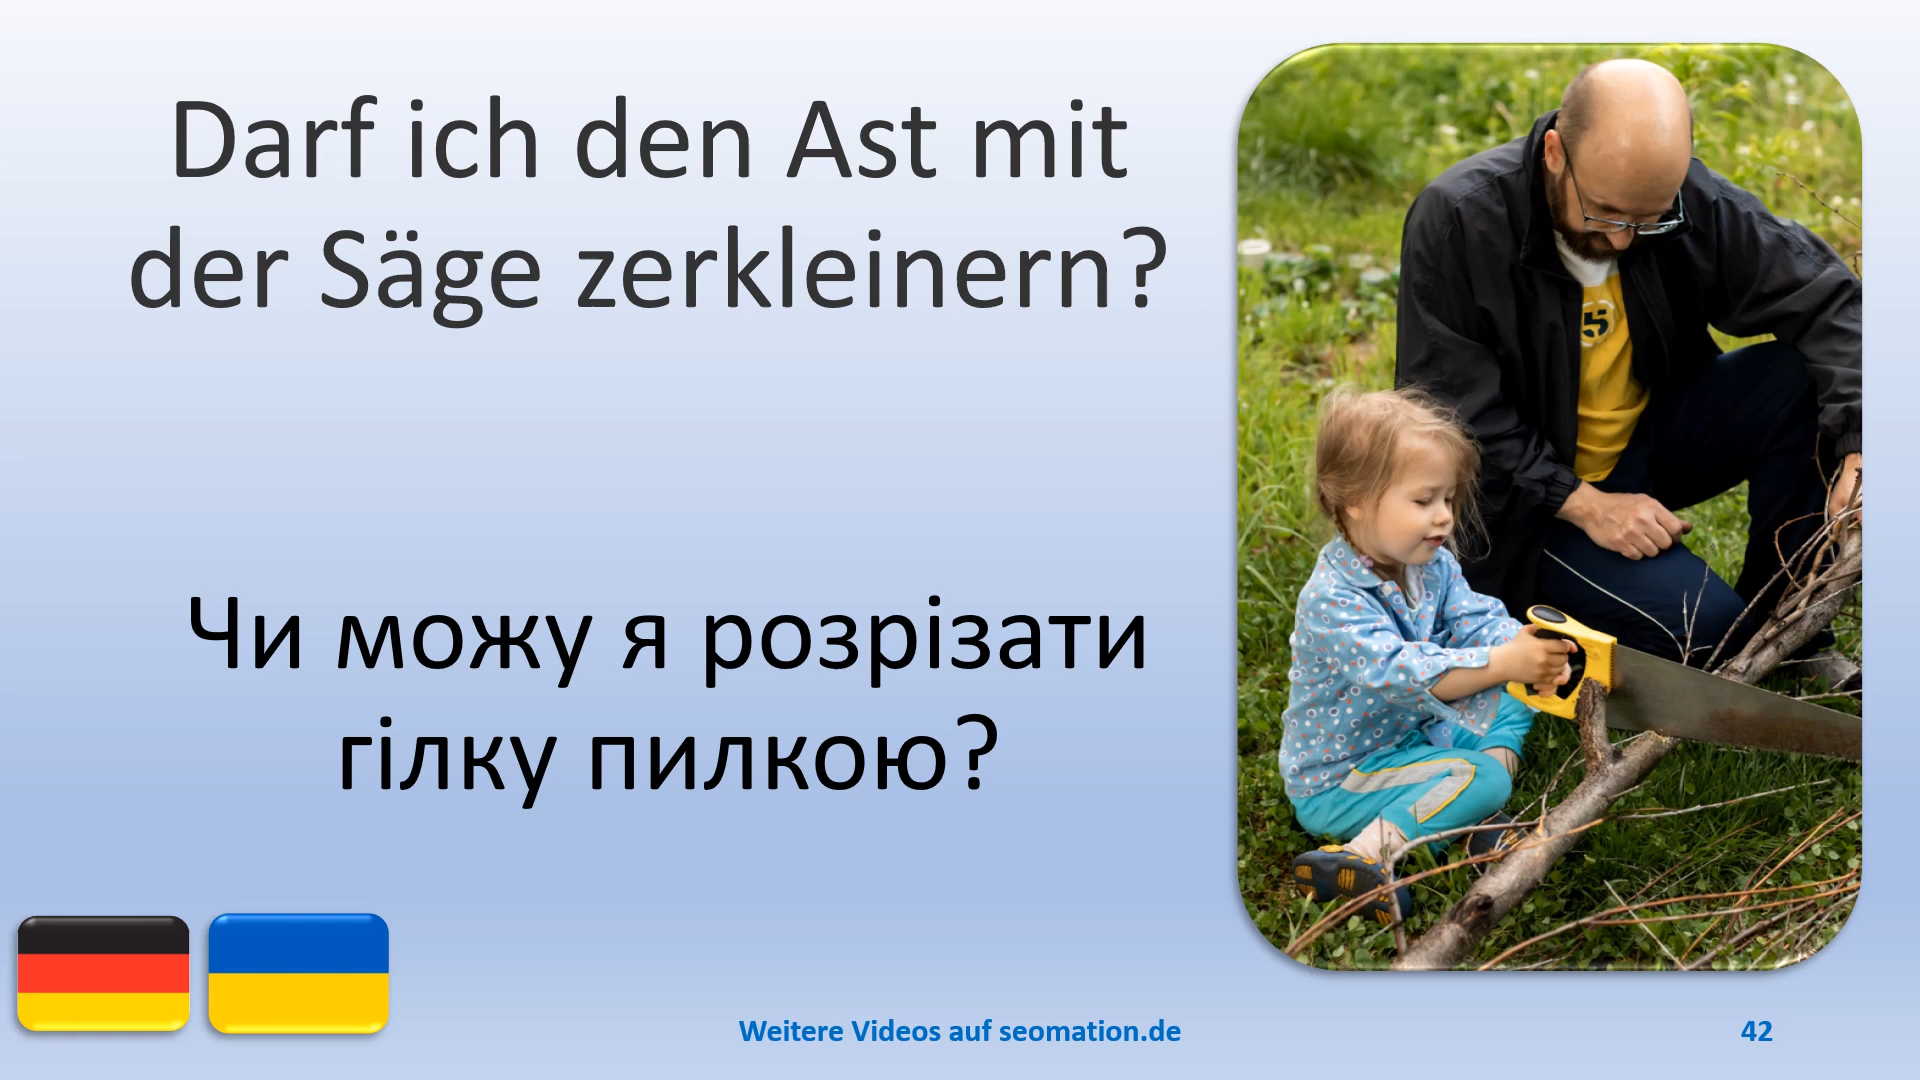 Darf ich den Ast mit
der Säge zerkleinern?
Чи можу я розрізати
гілку пилкою?
5
Weitere Videos auf seomation.de
42